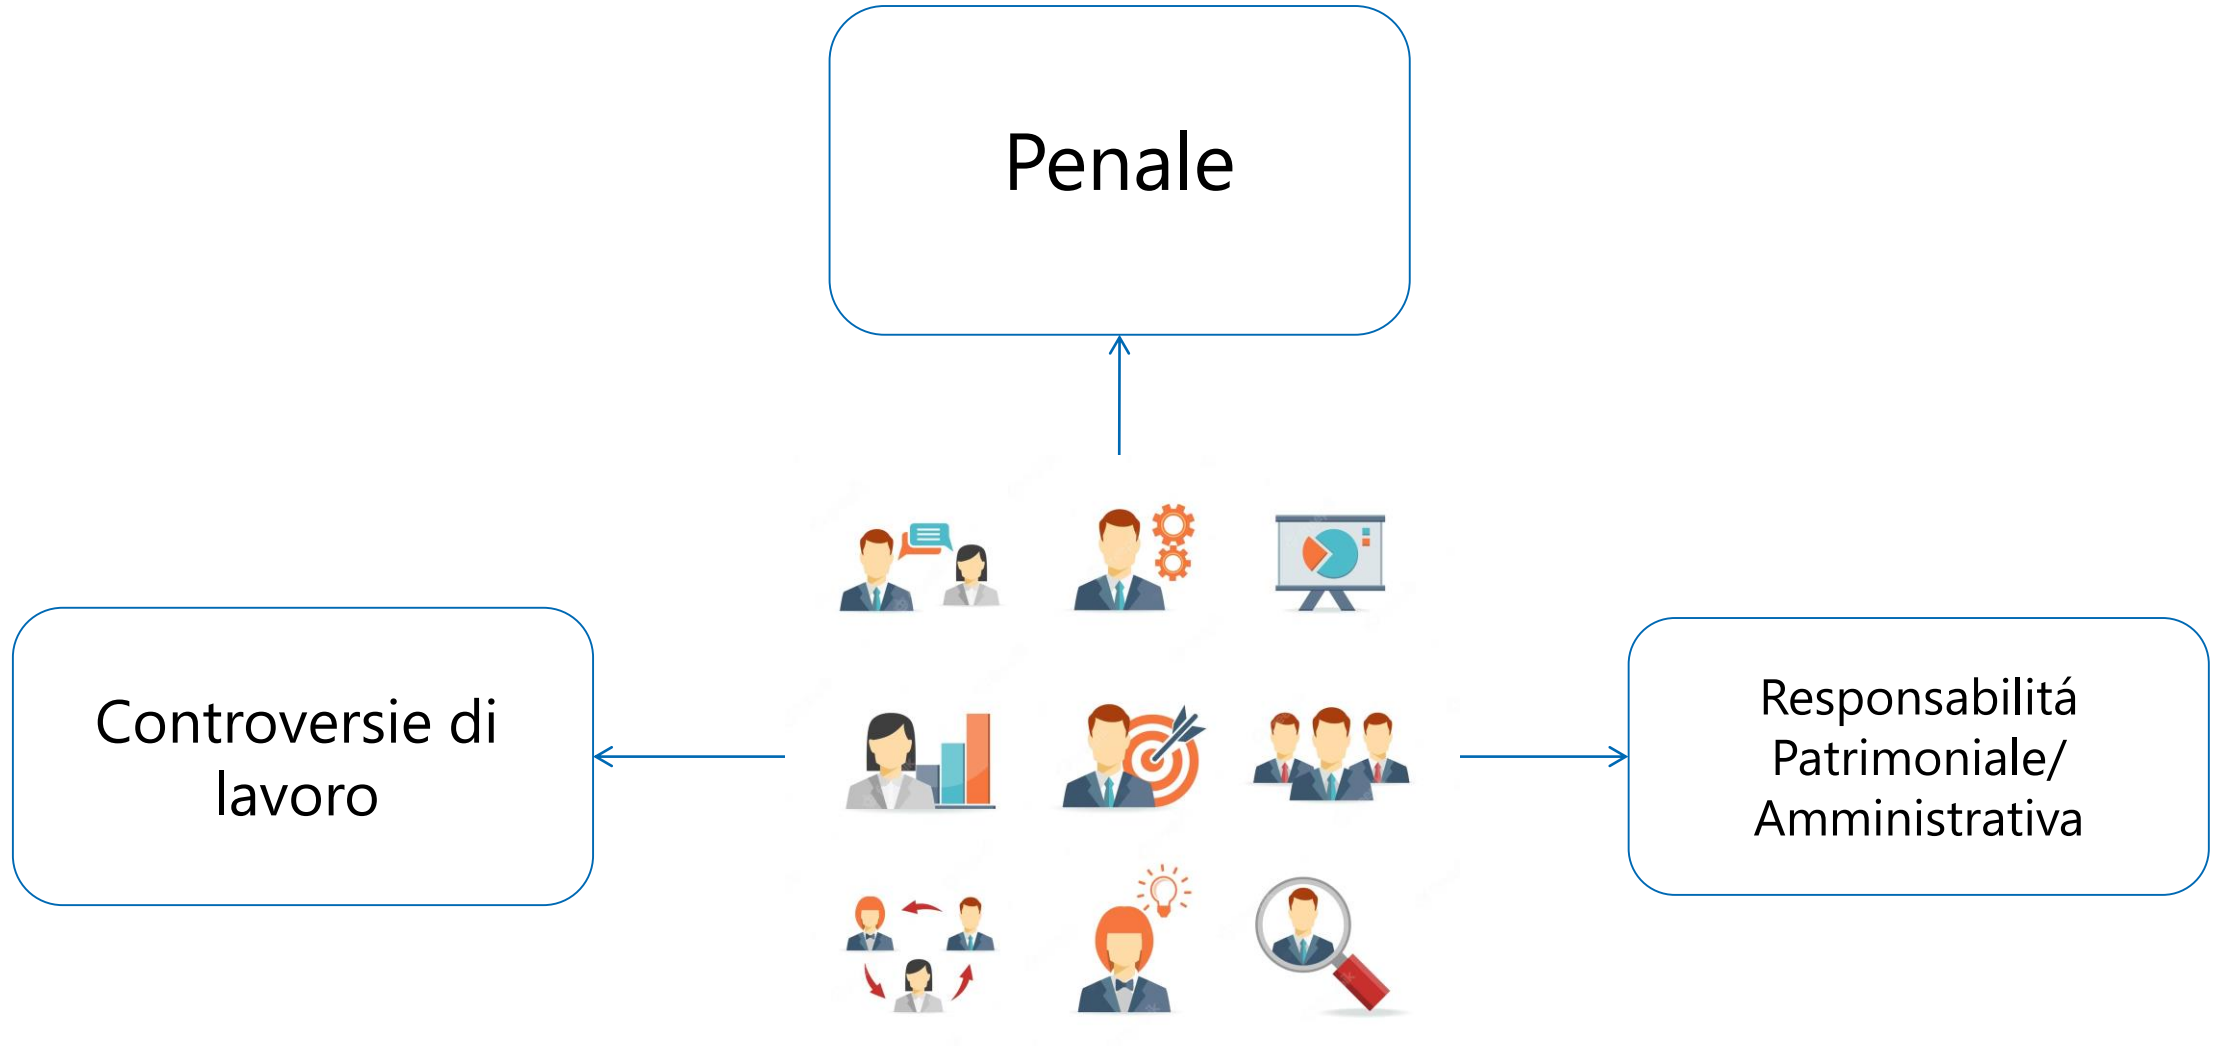 Penale
Controversie di
lavoro
Responsabilitá
Patrimoniale/
Amministrativa